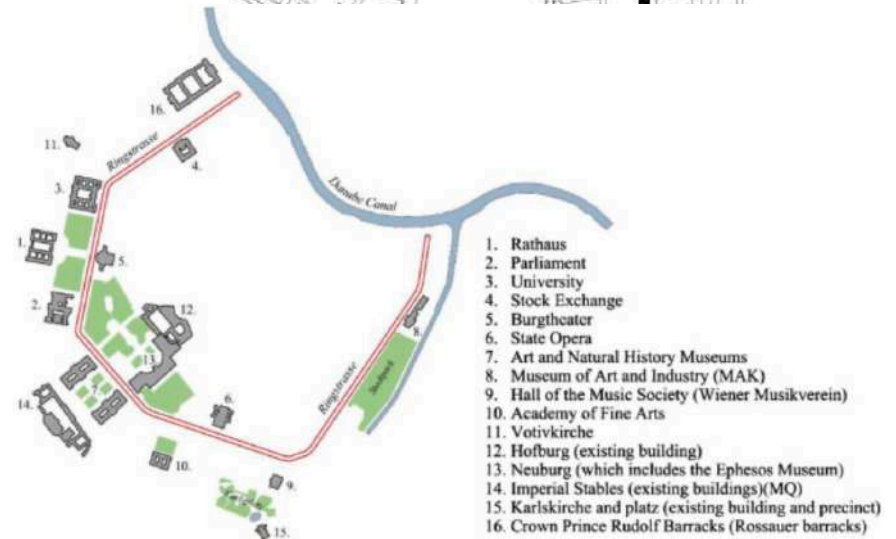 16.
11.
Ringstrasse
4.
3.
Danube Canal
1.
5.
2.
12.
8.
13.
7.
Stadtpark
Ringstrasse
14.
6.
10.
9.
15.
1. Rathaus
2. Parliament
3. University
4. Stock Exchange
5. Burgtheater
6. State Opera
7. Art and Natural History Museums
8. Museum of Art and Industry (MAK)
9. Hall of the Music Society (Wiener Musikverein)
10. Academy of Fine Arts
11. Votivkirche
12. Hofburg (existing building)
13. Neuburg (which includes the Ephesos Museum)
14. Imperial Stables (existing buildings)(MQ)
15. Karlskirche and platz (existing building and precinct)
16. Crown Prince Rudolf Barracks (Rossauer barracks)